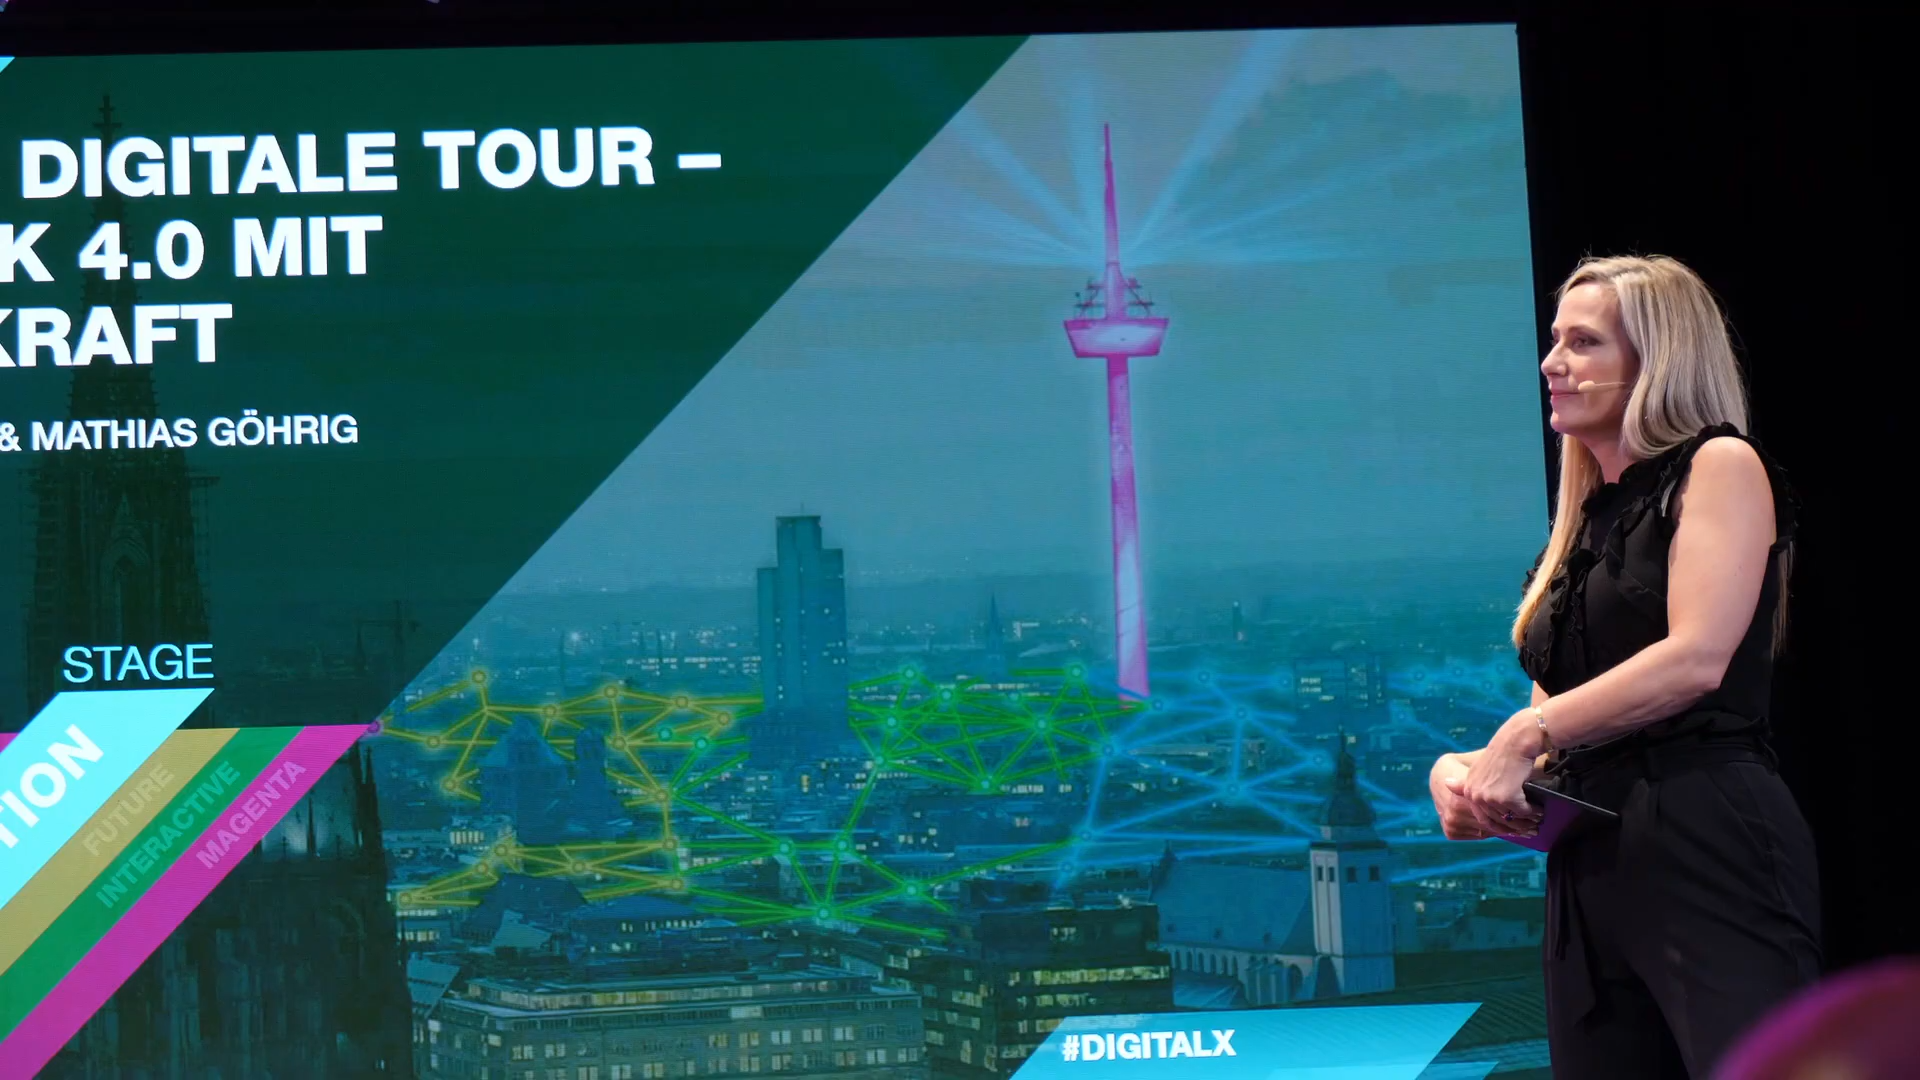 DIGITALE TOUR –
K 4.0 MIT
KRAFT
& MATHIAS GÖHRIG
STAGE
TION
FUTURE
INTERACTIVE
MAGENTA
#DIGITALX